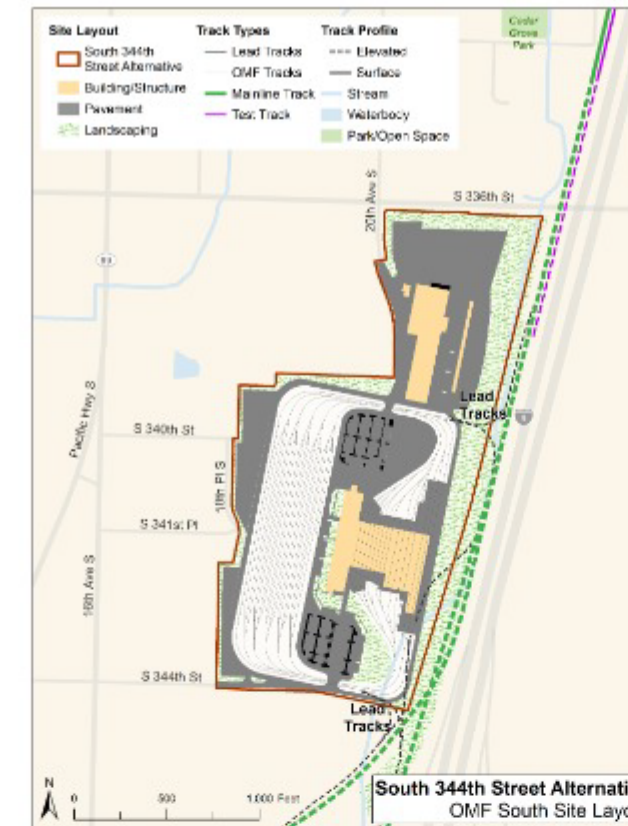 Site Layout
South 344th
Street Alternative
Building/Structure
Pavement
Landscaping
Track Types
Lead Tracks
OMF Tracks
Mainline Track
Test Track
Track Profile
Elevated
Surface
Stream
Waterbody
Park/Open Space
Cedar
Grove
Park
S 336th St
20th Ave S
99
Pacific Hwy S
S 340th St
18th Pl S
S 341st Pl
16th Ave S
S 344th St
Lead
Tracks
5
Lead
Tracks
N
0 500 1,000 Feet
South 344th Street Alternati
OMF South Site Layo